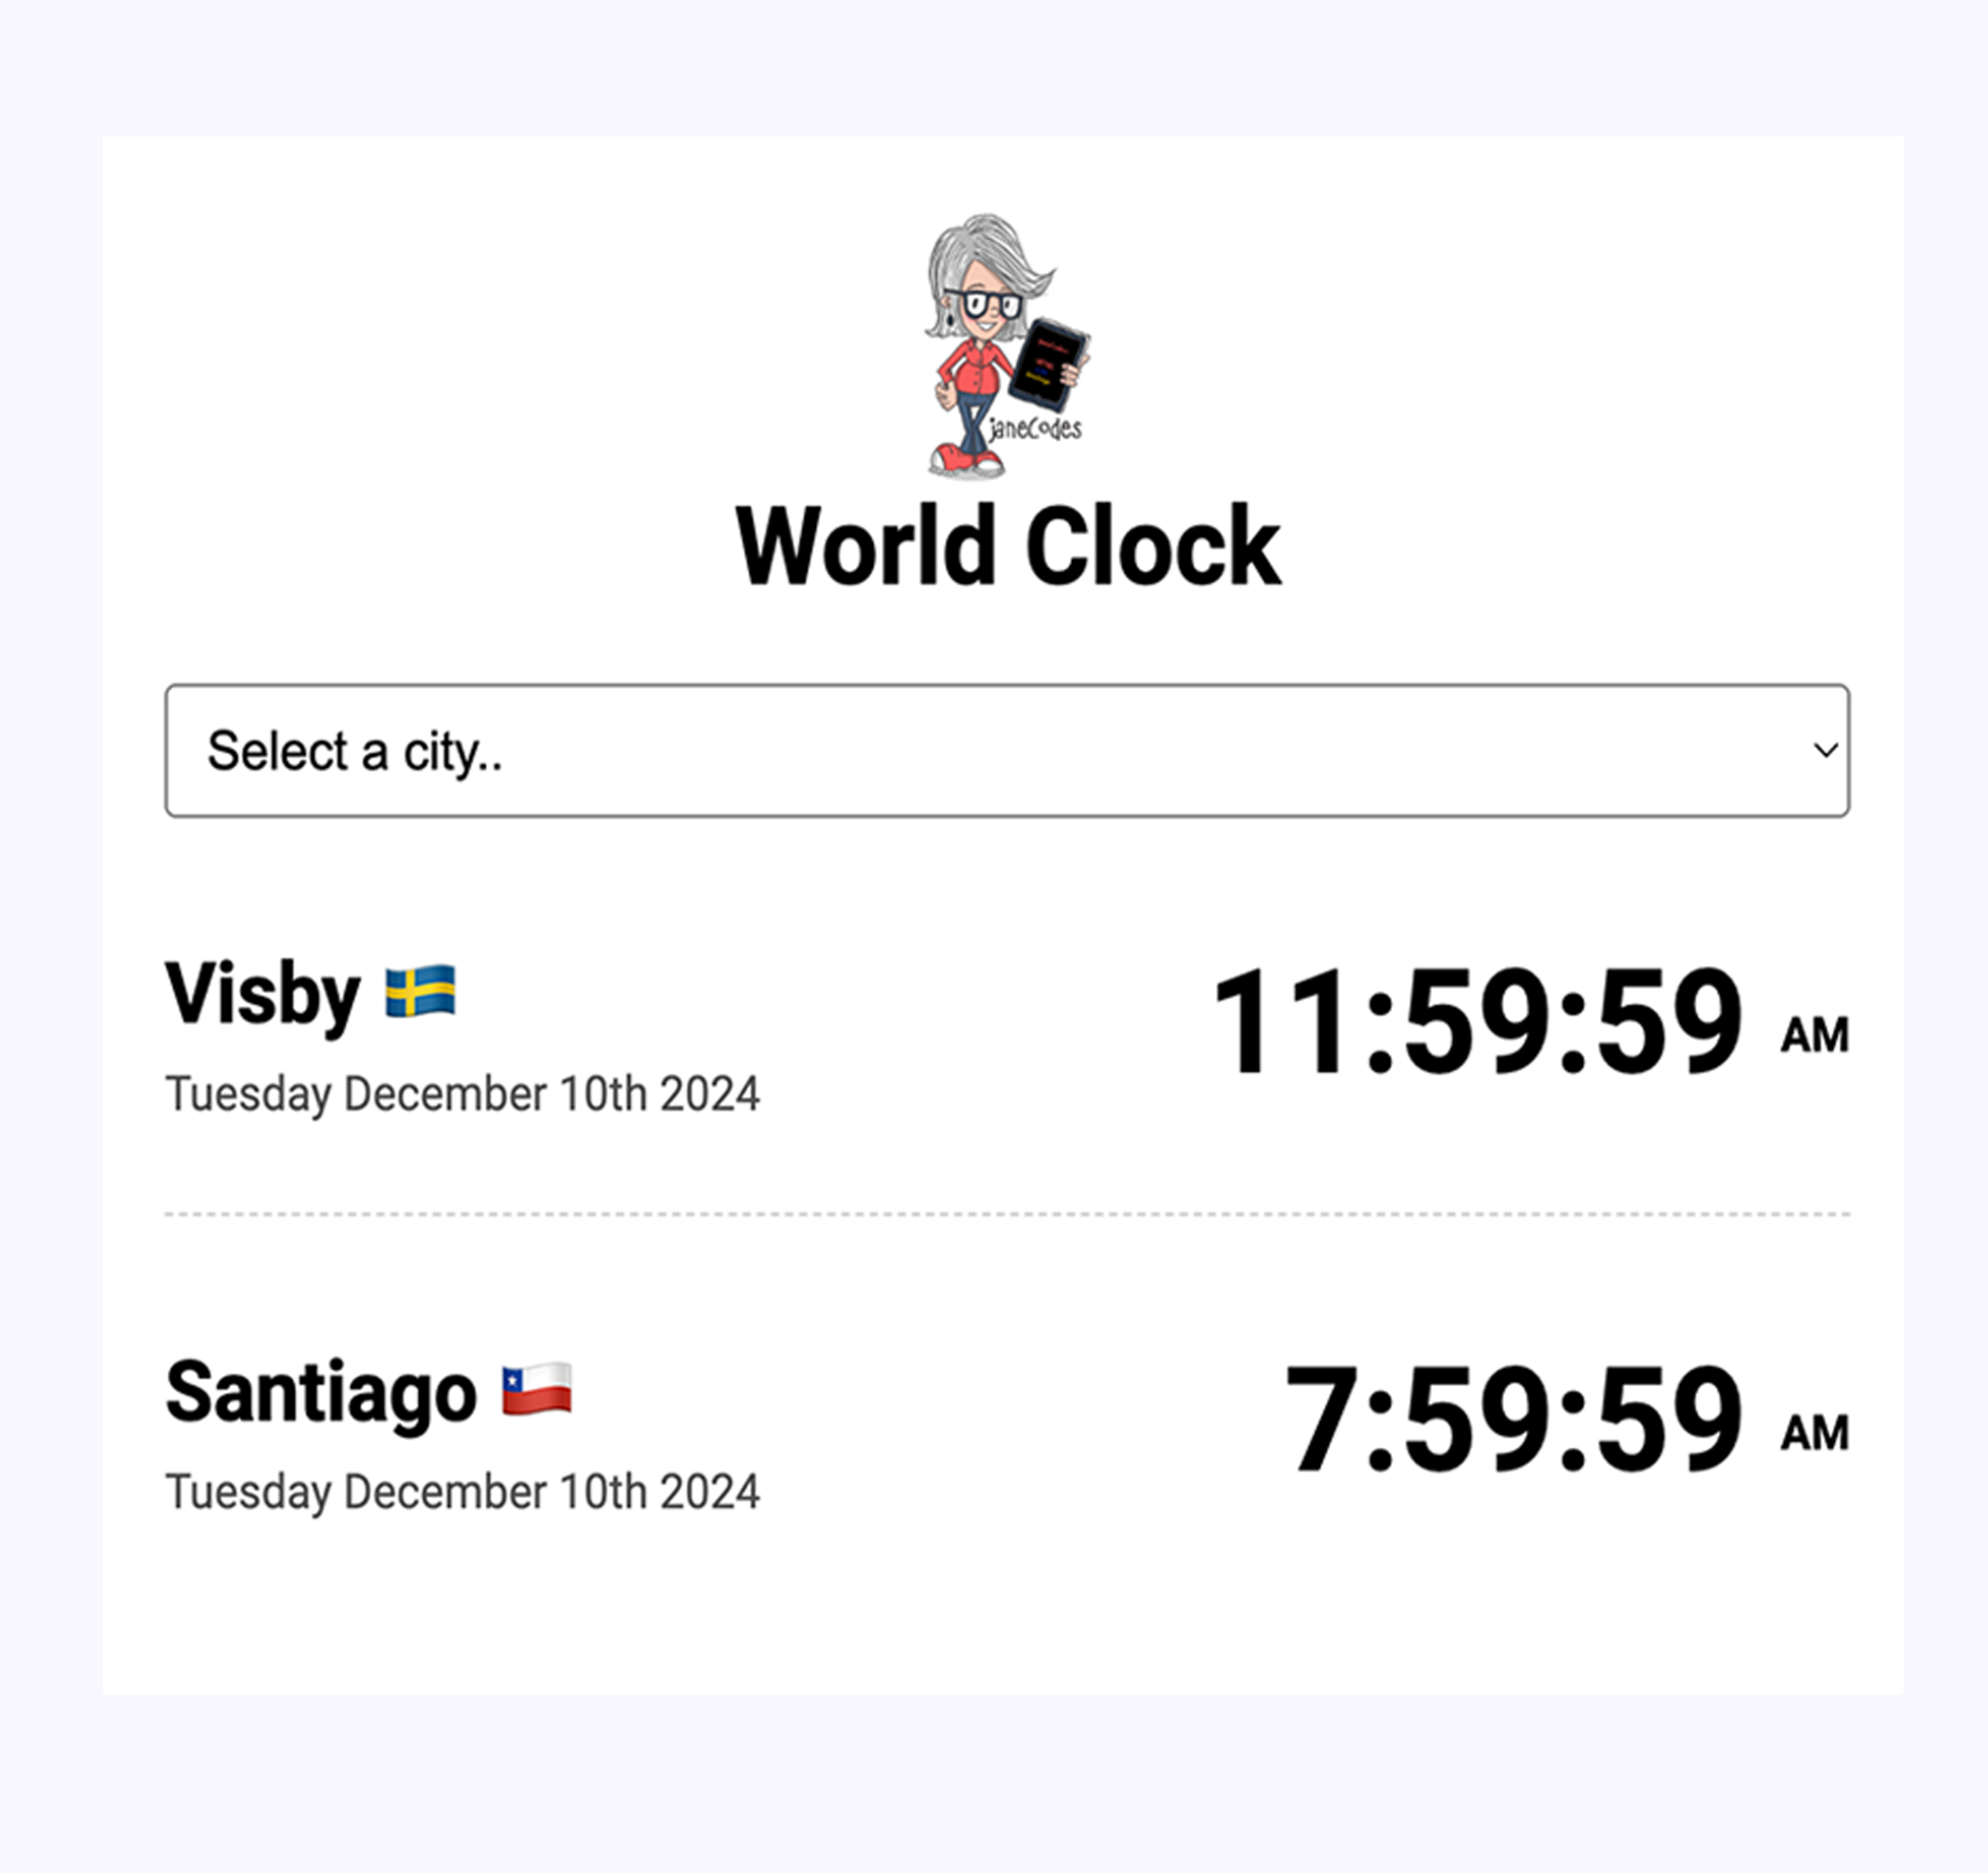 janeCodes
World Clock
Select a city..
Visby
11:59:59 AM
Tuesday December 10th 2024
Santiago
7:59:59 AM
Tuesday December 10th 2024